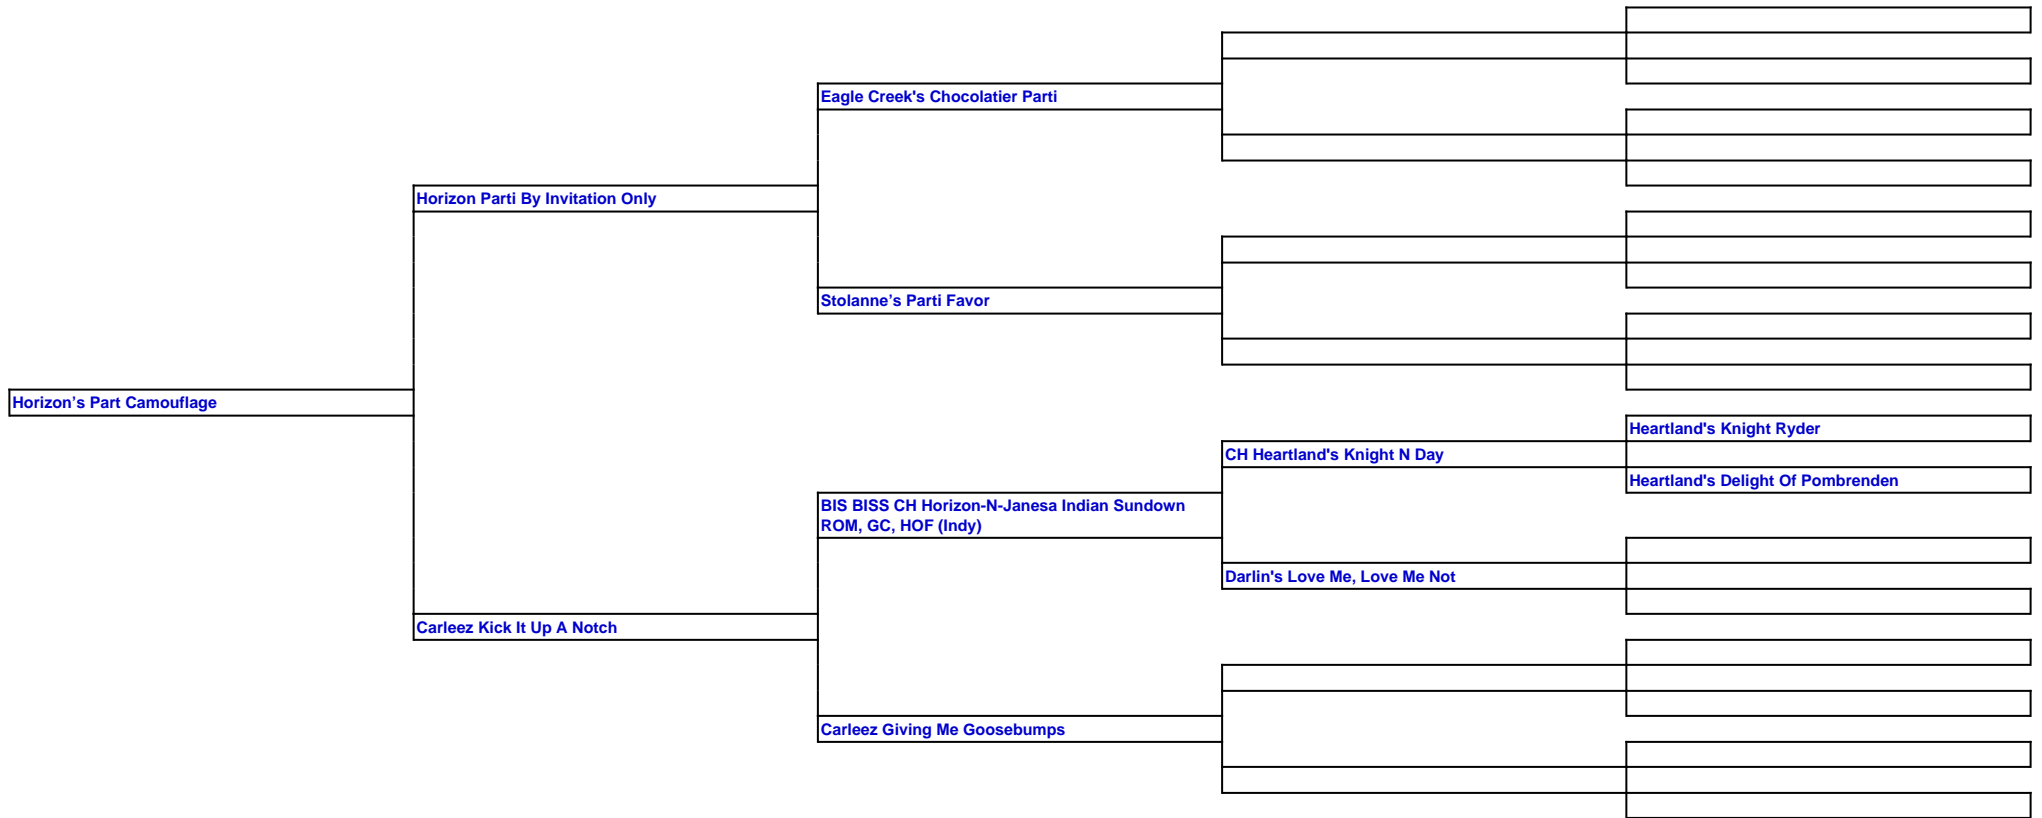 Eagle Creek's Chocolatier Parti
Horizon Parti By Invitation Only
Stolanne’s Parti Favor
Horizon’s Part Camouflage
Heartland's Knight Ryder
CH Heartland's Knight N Day
Heartland's Delight Of Pombrenden
BIS BISS CH Horizon-N-Janesa Indian Sundown
ROM, GC, HOF (Indy)
Darlin's Love Me, Love Me Not
Carleez Kick It Up A Notch
Carleez Giving Me Goosebumps